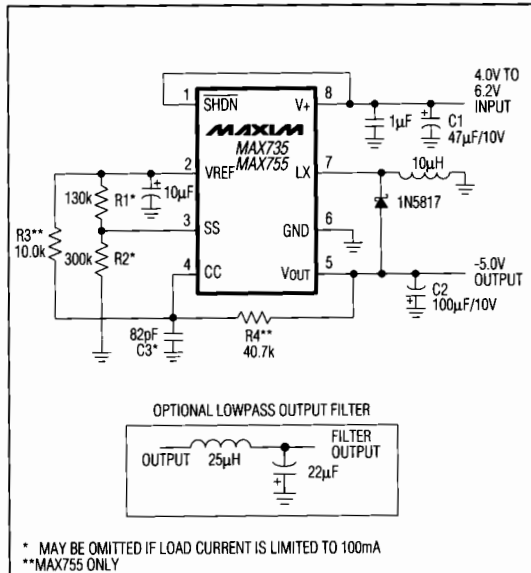 4.0V TO
6.2V
INPUT
1
SHDN
V+
8
MAXIM
MAX735
MAX755
1µF
+
C1
47µF/10V
2
VREF
LX
7
10µH
130k
R1*
+
10µF
1N5817
R3**
10.0k
3
SS
GND
6
300k
R2*
4
CC
VOUT
5
-5.0V
OUTPUT
C2
+
100µF/10V
82pF
C3*
R4**
40.7k
OPTIONAL LOWPASS OUTPUT FILTER
OUTPUT
25µH
FILTER
OUTPUT
+
22µF
* MAY BE OMITTED IF LOAD CURRENT IS LIMITED TO 100mA
**MAX755 ONLY